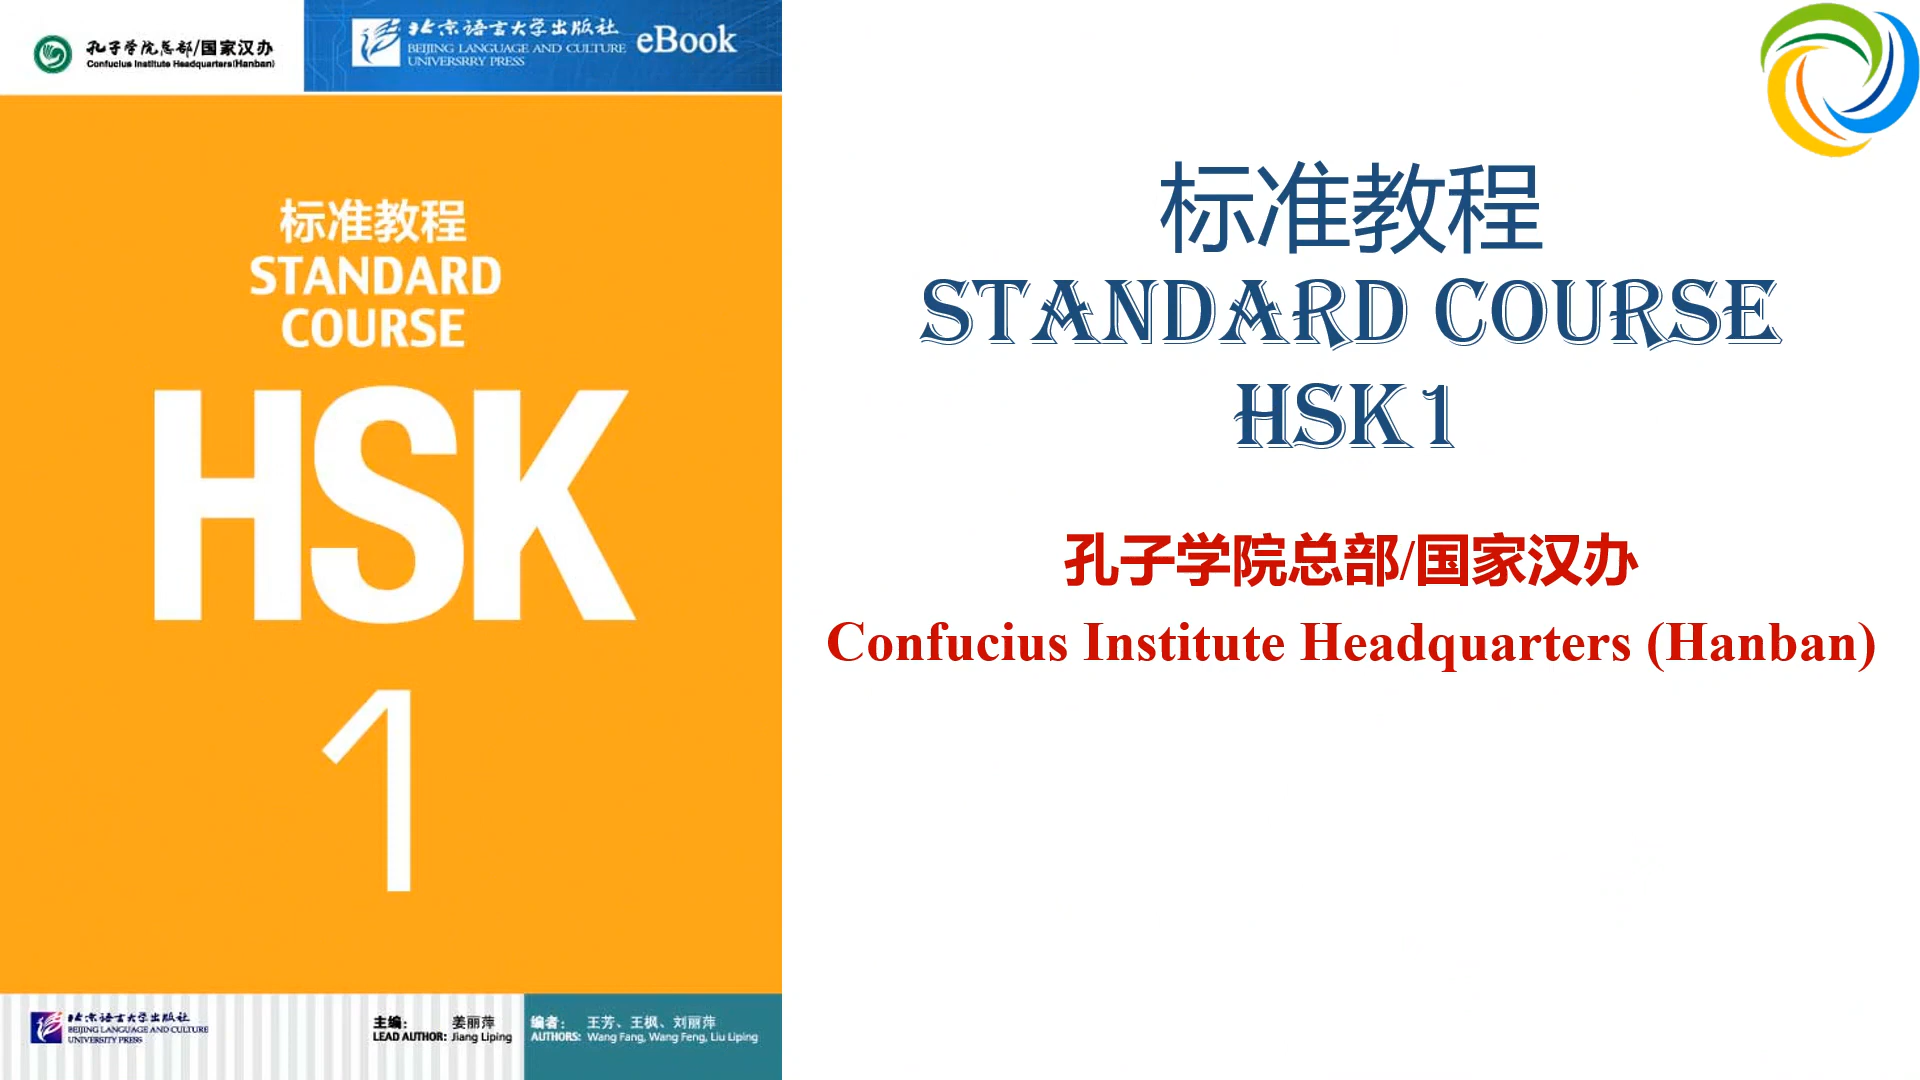 孔子学院总部/国家汉办
Confucius Institute Headquarters(Hanban)
北京语言大学出版社
BEIJING LANGUAGE AND CULTURE
UNIVERSRRY PRESS
eBook
标准教程
STANDARD
COURSE
HSK
1
北京语言大学出版社
BEIJING LANGUAGE AND CULTURE
UNIVERSITY PRESS
主编: 姜丽萍
LEAD AUTHOR: Jiang Liping
编者: 王芳、王枫、刘丽萍
AUTHORS: Wang Fang, Wang Feng, Liu Liping
标准教程
STANDARD COURSE
HSK1
孔子学院总部/国家汉办
Confucius Institute Headquarters (Hanban)